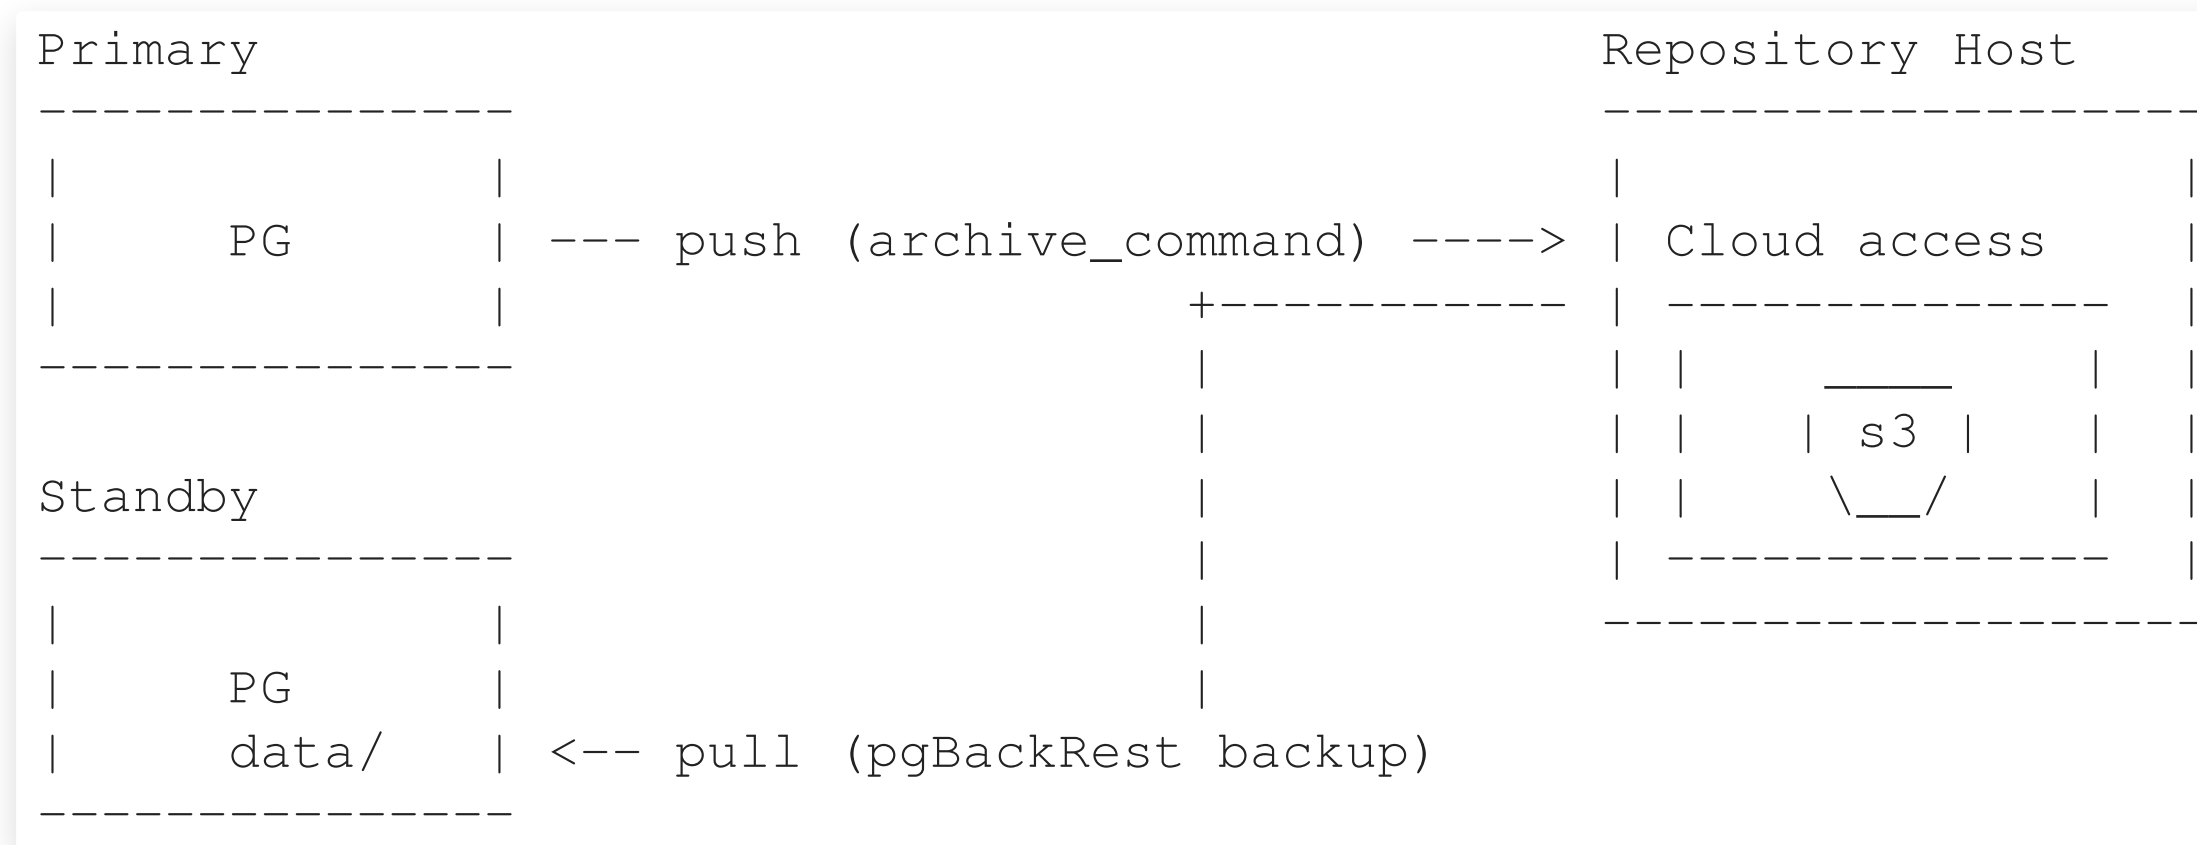 Primary Repository Host
PG --- push (archive_command) ----> Cloud access
s3
Standby
PG
data/ <-- pull (pgBackRest backup)